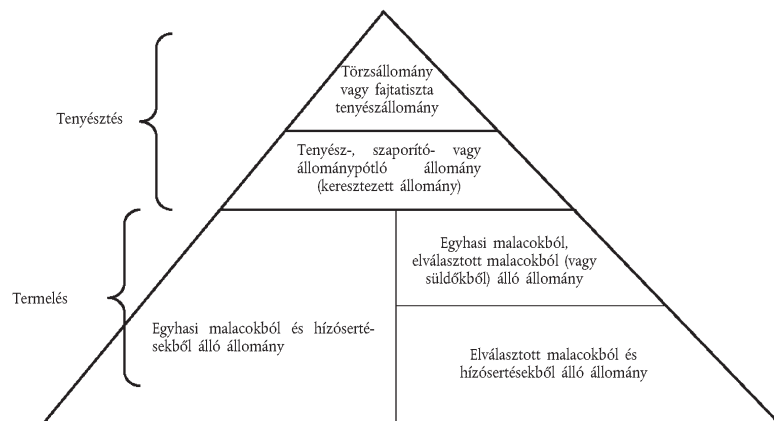 Törzsállomány
vagy fajtatiszta
tenyészállomány
Tenyésztés
Tenyész-, szaporító- vagy
állománypótló állomány
(keresztezett állomány)
Egyhasi malacokból,
elválasztott malacokból (vagy
süldőkből) álló állomány
Termelés
Egyhasi malacokból és hízóserté-
sekből álló állomány
Elválasztott malacokból és
hízósertésekből álló állomány